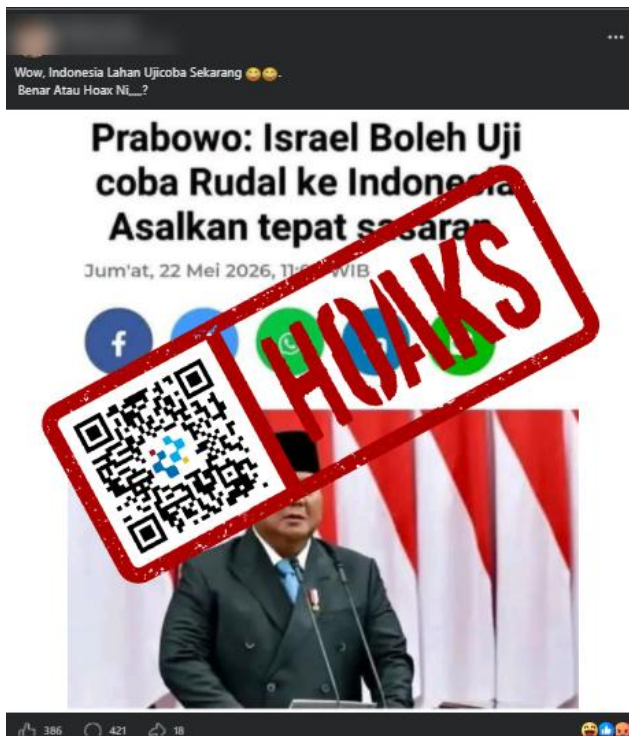 Wow, Indonesia Lahan Ujicoba Sekarang 😄😄.
Benar Atau Hoax Ni,,,,?
Prabowo: Israel Boleh Uji
coba Rudal ke Indonesia
Asalkan tepat sasaran
Jum'at, 22 Mei 2026, WIB
HOAKS
386 421 18